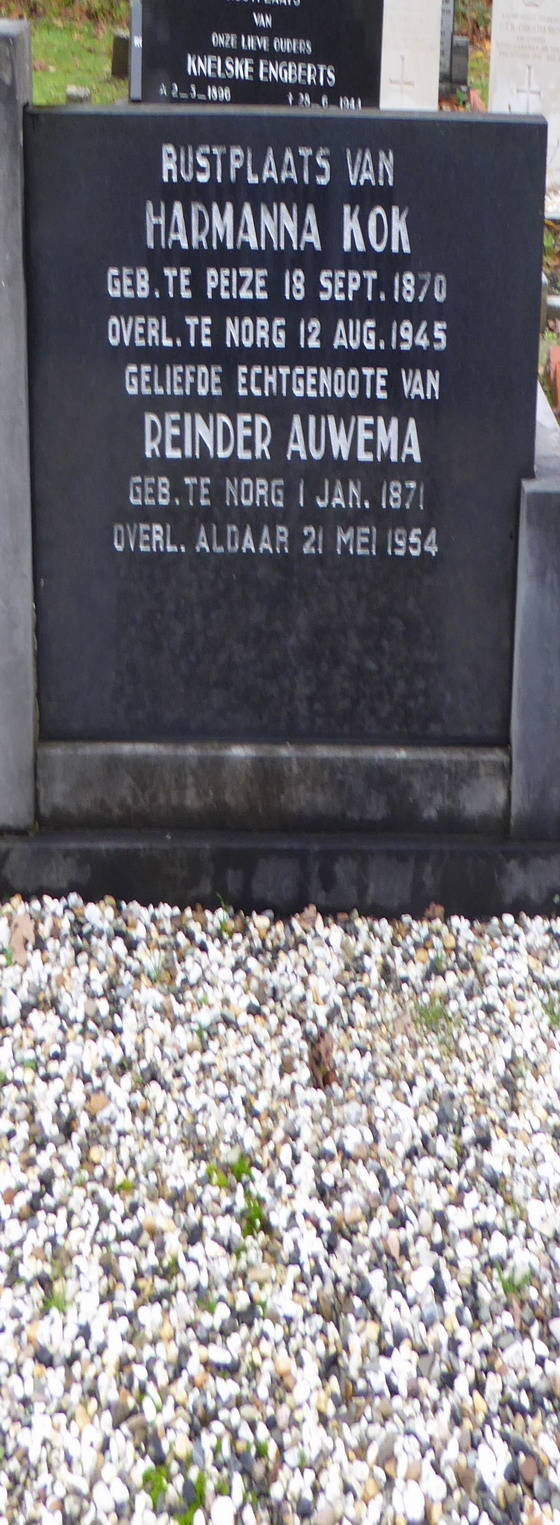 VAN
ONZE LIEVE OUDERS
KNELSKE ENGBERTS
RUSTPLAATS VAN
HARMANNA KOK
GEB. TE PEIZE 18 SEPT. 1870
OVERL. TE NORG 12 AUG. 1945
GELIEFDE ECHTGENOOTE VAN
REINDER AUWEMA
GEB. TE NORG 1 JAN. 1871
OVERL. ALDAAR 21 MEI 1954